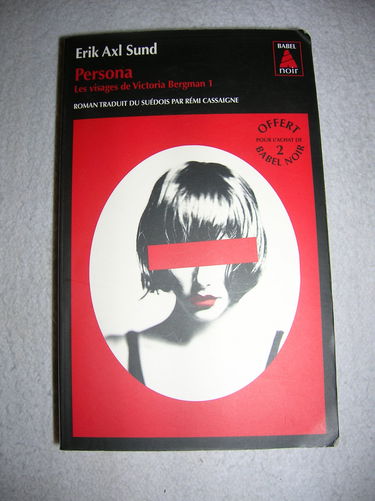 Erik Axl Sund
Persona
Les visages de Victoria Bergman 1
ROMAN TRADUIT DU SUÉDOIS PAR RÉMI CASSAIGNE
BABEL
noir
OFFERT
POUR L'ACHAT DE
2
BABEL NOIR